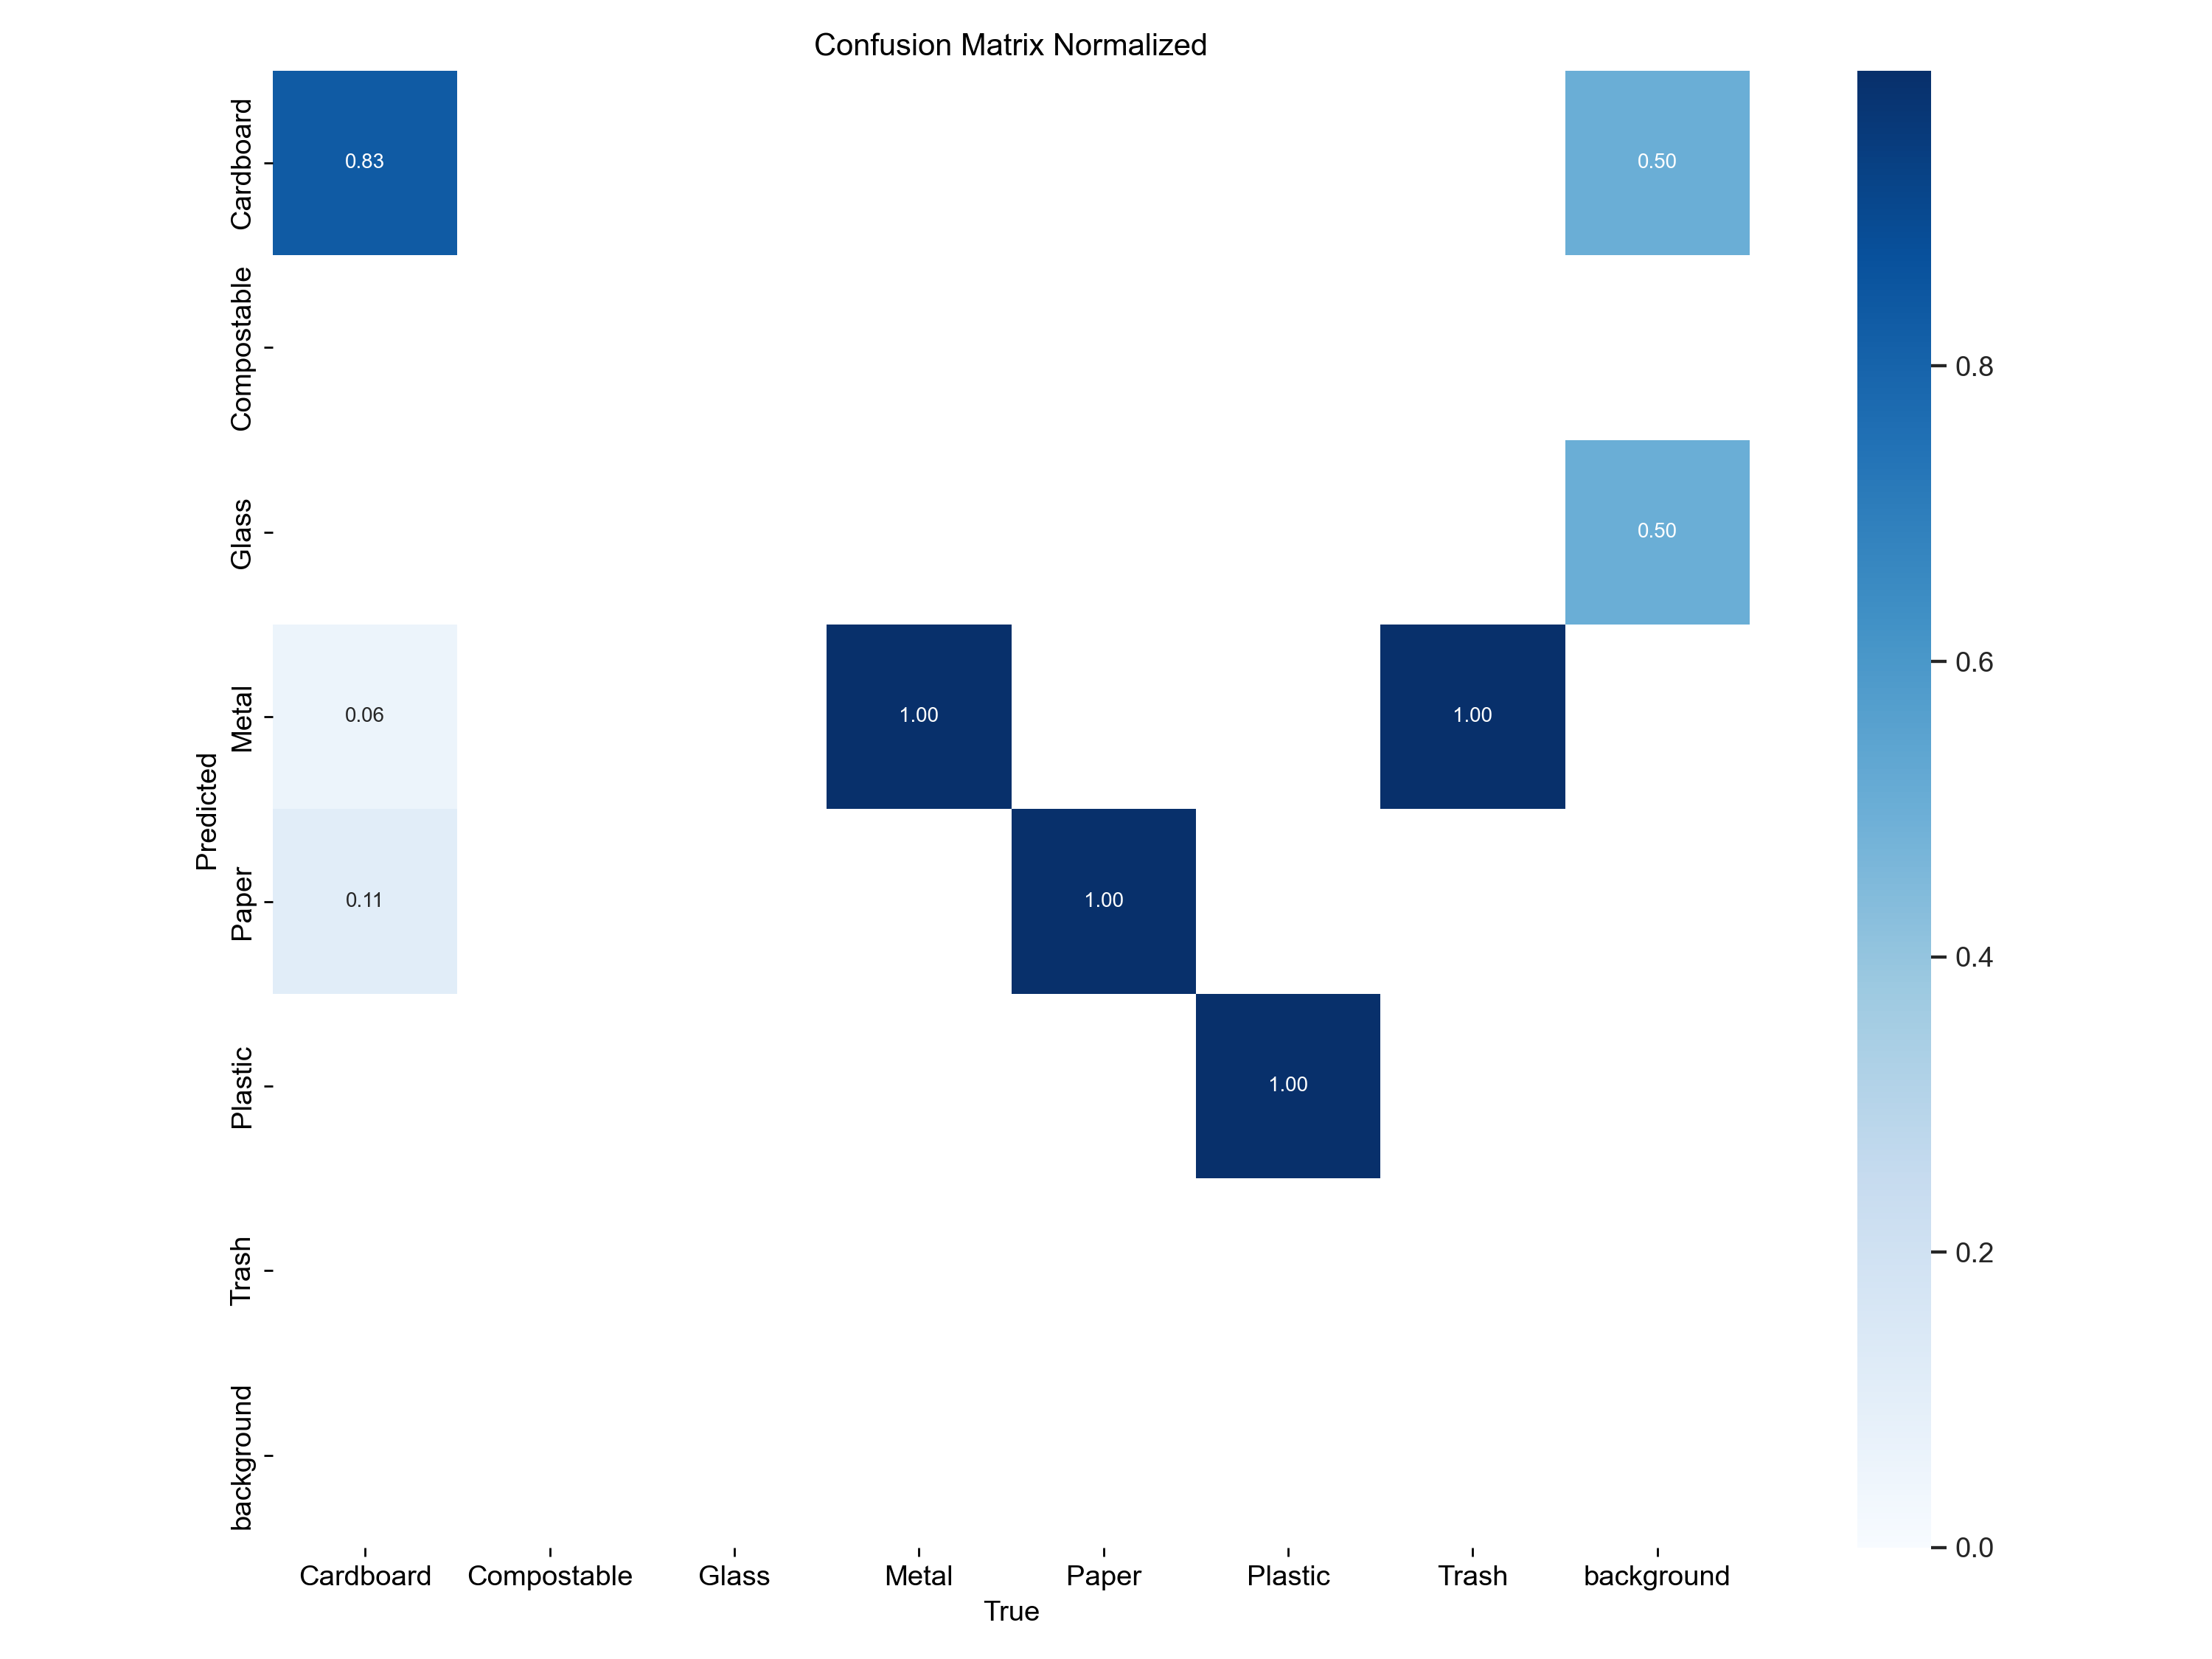 Confusion Matrix Normalized
Cardboard
0.83
0.50
Compostable
0.8
Glass
0.50
0.6
Metal
0.06
1.00
1.00
Predicted
Paper
0.11
1.00
0.4
Plastic
1.00
Trash
0.2
background
0.0
Cardboard Compostable Glass Metal Paper Plastic Trash background
True